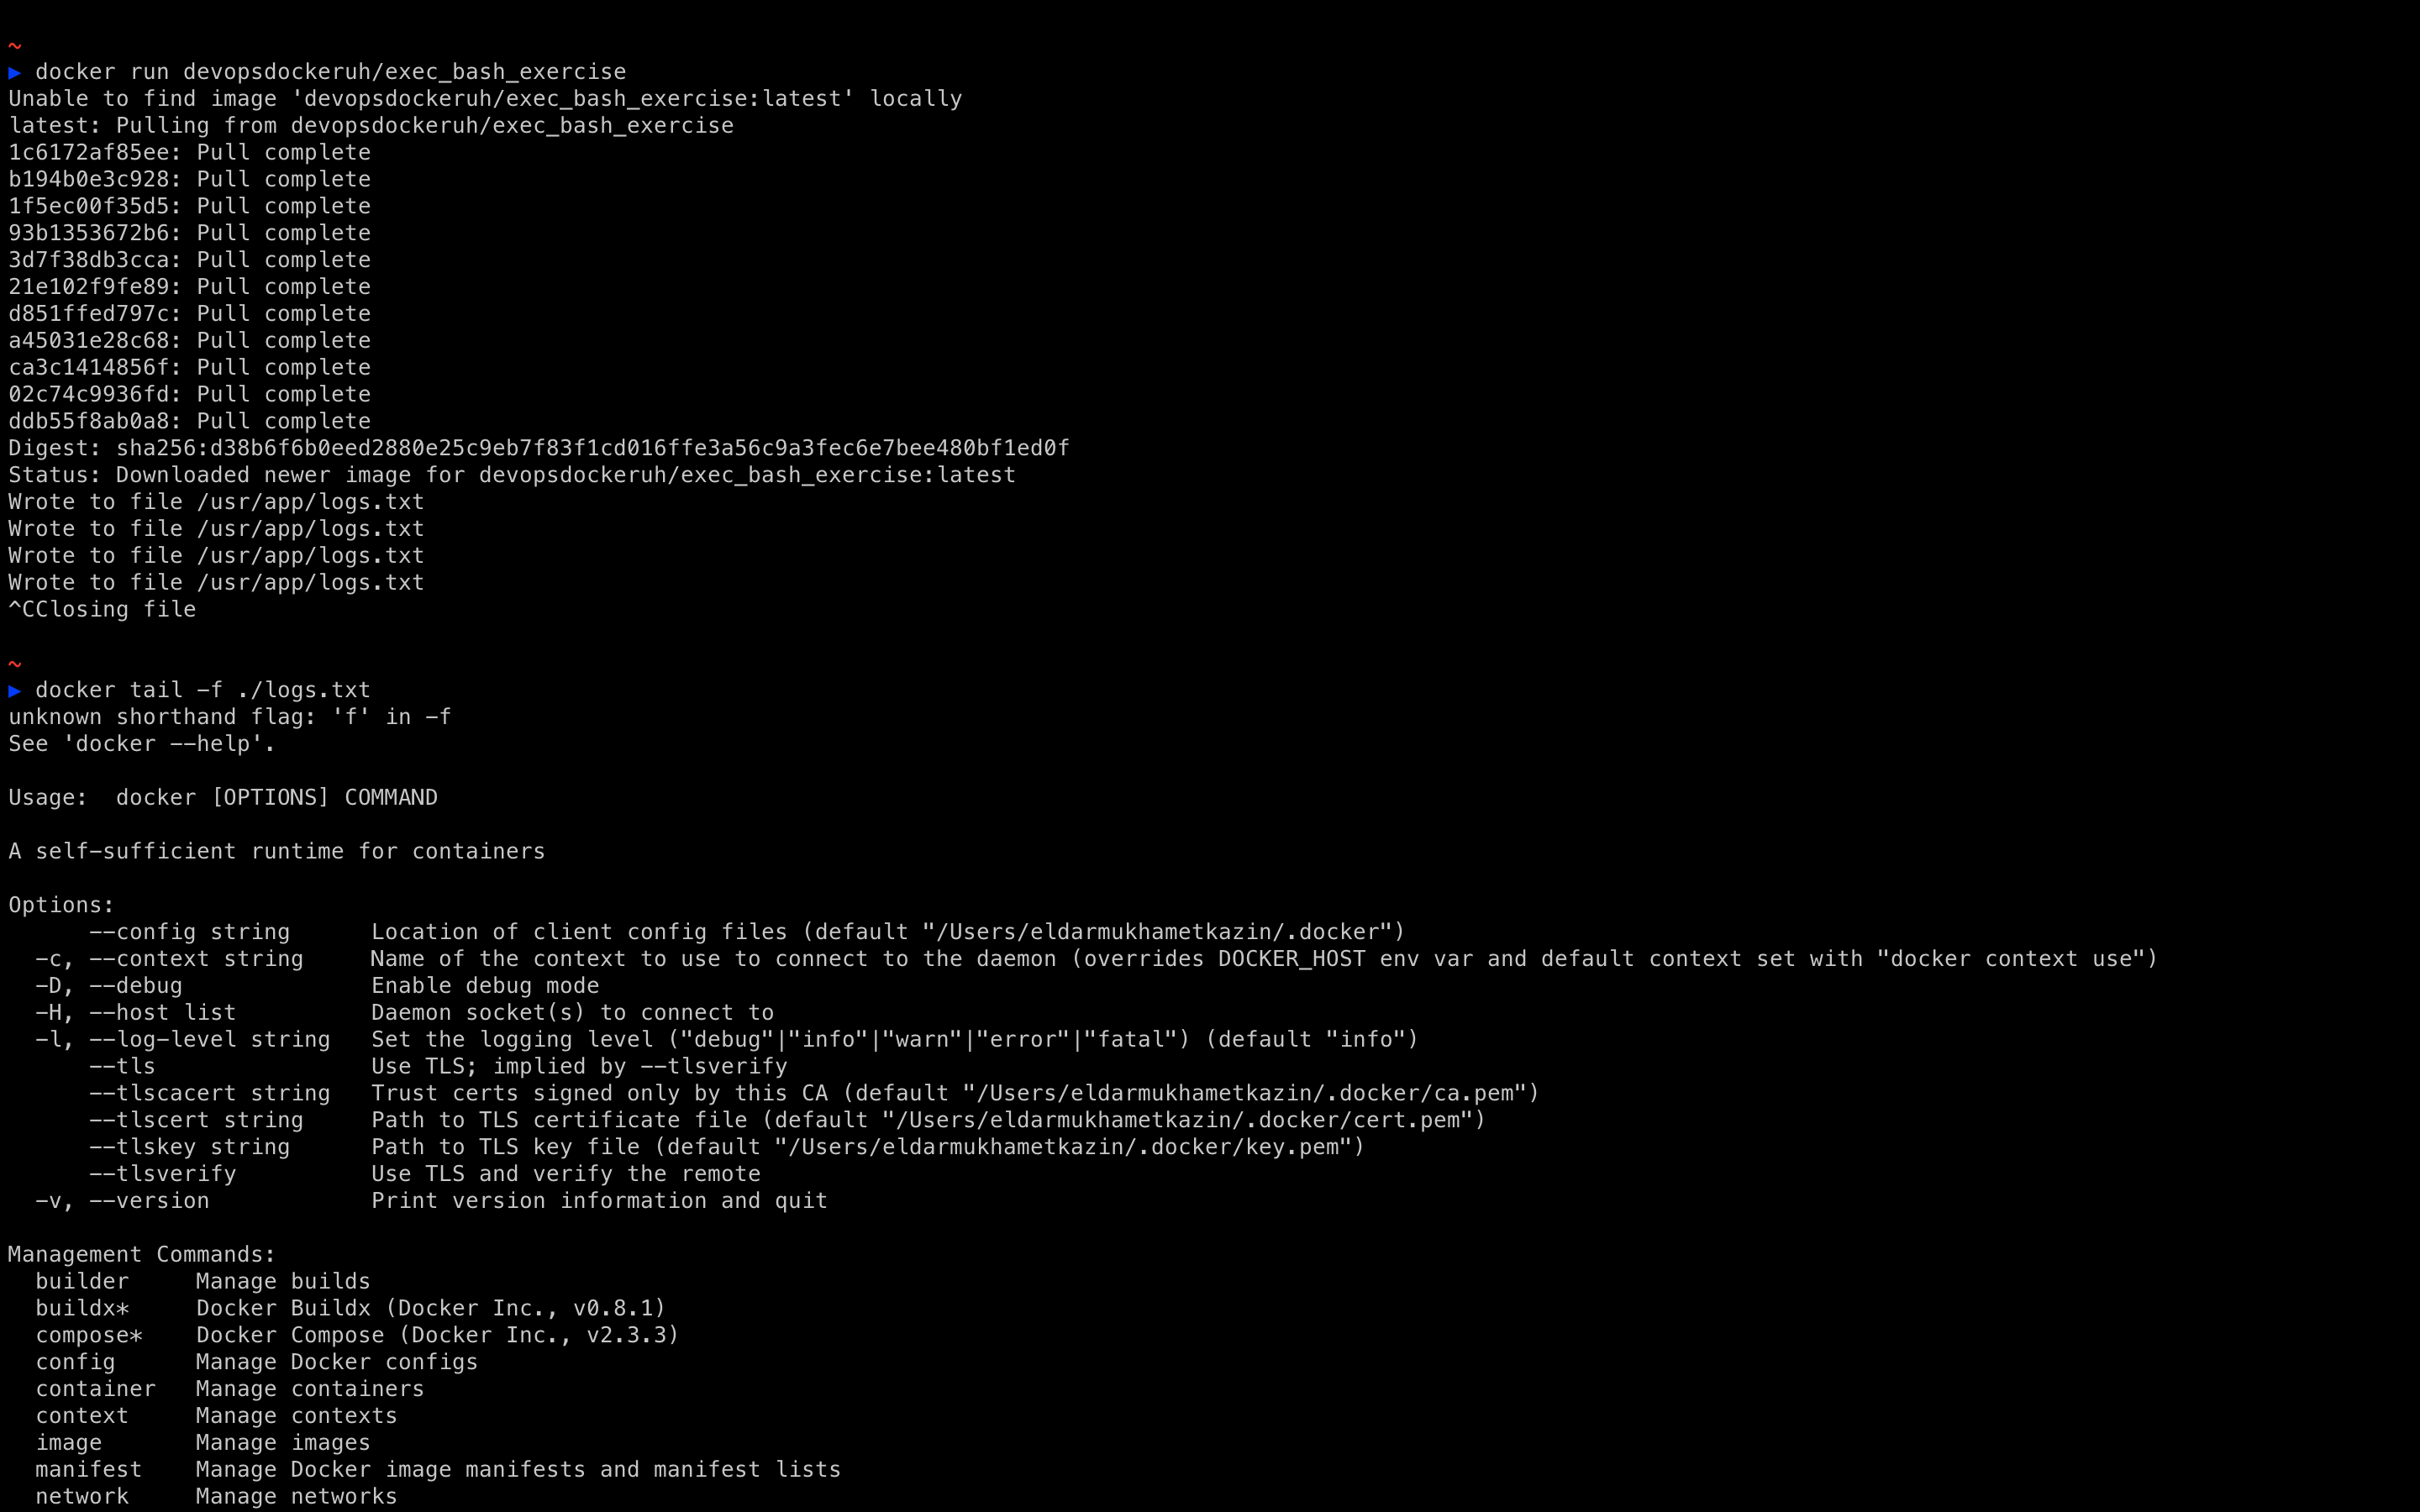 ~
▶ docker run devopsdockeruh/exec_bash_exercise
Unable to find image 'devopsdockeruh/exec_bash_exercise:latest' locally
latest: Pulling from devopsdockeruh/exec_bash_exercise
1c6172af85ee: Pull complete
b194b0e3c928: Pull complete
1f5ec00f35d5: Pull complete
93b1353672b6: Pull complete
3d7f38db3cca: Pull complete
21e102f9fe89: Pull complete
d851ffed797c: Pull complete
a45031e28c68: Pull complete
ca3c1414856f: Pull complete
02c74c9936fd: Pull complete
ddb55f8ab0a8: Pull complete
Digest: sha256:d38b6f6b0eed2880e25c9eb7f83f1cd016ffe3a56c9a3fec6e7bee480bf1ed0f
Status: Downloaded newer image for devopsdockeruh/exec_bash_exercise:latest
Wrote to file /usr/app/logs.txt
Wrote to file /usr/app/logs.txt
Wrote to file /usr/app/logs.txt
Wrote to file /usr/app/logs.txt
^CClosing file
~
▶ docker tail -f ./logs.txt
unknown shorthand flag: 'f' in -f
See 'docker --help'.
Usage:  docker [OPTIONS] COMMAND
A self-sufficient runtime for containers
Options:
      --config string      Location of client config files (default "/Users/eldarmukhametkazin/.docker")
  -c, --context string     Name of the context to use to connect to the daemon (overrides DOCKER_HOST env var and default context set with "docker context use")
  -D, --debug              Enable debug mode
  -H, --host list          Daemon socket(s) to connect to
  -l, --log-level string   Set the logging level ("debug"|"info"|"warn"|"error"|"fatal") (default "info")
      --tls                Use TLS; implied by --tlsverify
      --tlscacert string   Trust certs signed only by this CA (default "/Users/eldarmukhametkazin/.docker/ca.pem")
      --tlscert string     Path to TLS certificate file (default "/Users/eldarmukhametkazin/.docker/cert.pem")
      --tlskey string      Path to TLS key file (default "/Users/eldarmukhametkazin/.docker/key.pem")
      --tlsverify          Use TLS and verify the remote
  -v, --version            Print version information and quit
Management Commands:
  builder     Manage builds
  buildx*     Docker Buildx (Docker Inc., v0.8.1)
  compose*    Docker Compose (Docker Inc., v2.3.3)
  config      Manage Docker configs
  container   Manage containers
  context     Manage contexts
  image       Manage images
  manifest    Manage Docker image manifests and manifest lists
  network     Manage networks